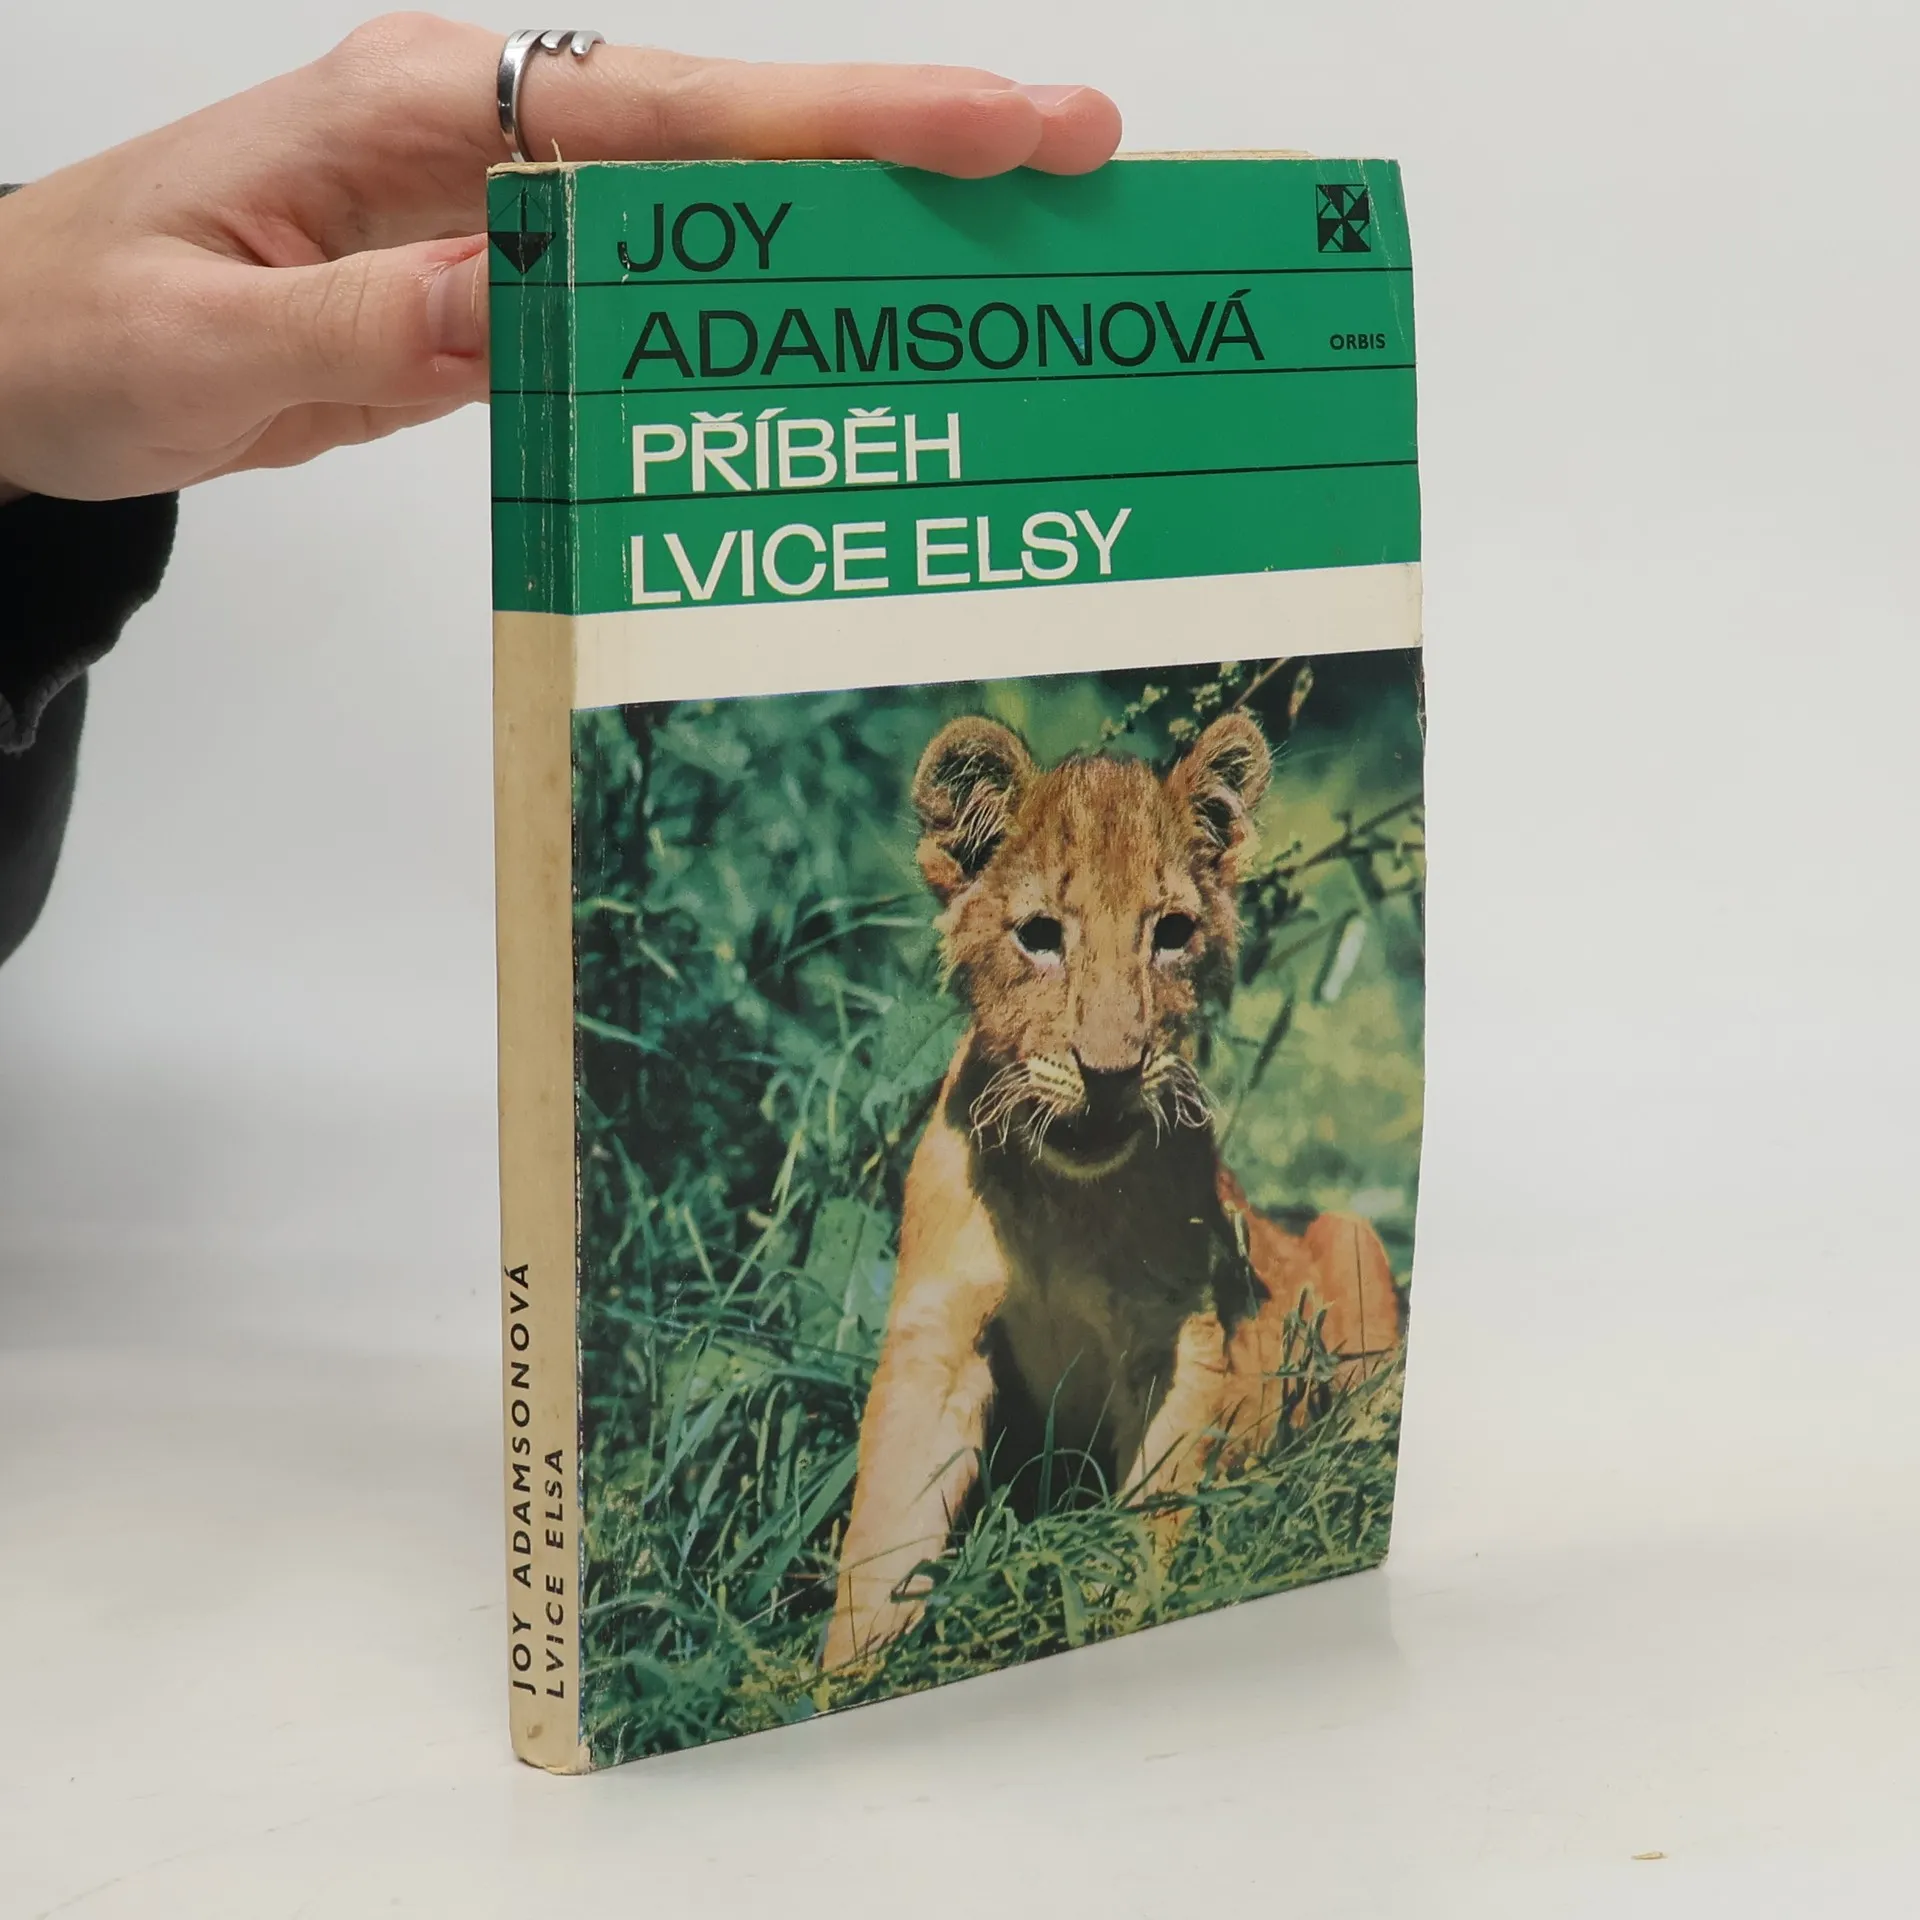 JOY
ADAMSONOVÁ
ORBIS
PŘÍBĚH
LVICE ELSY
JOY ADAMSONOVÁ
LVICE ELSA